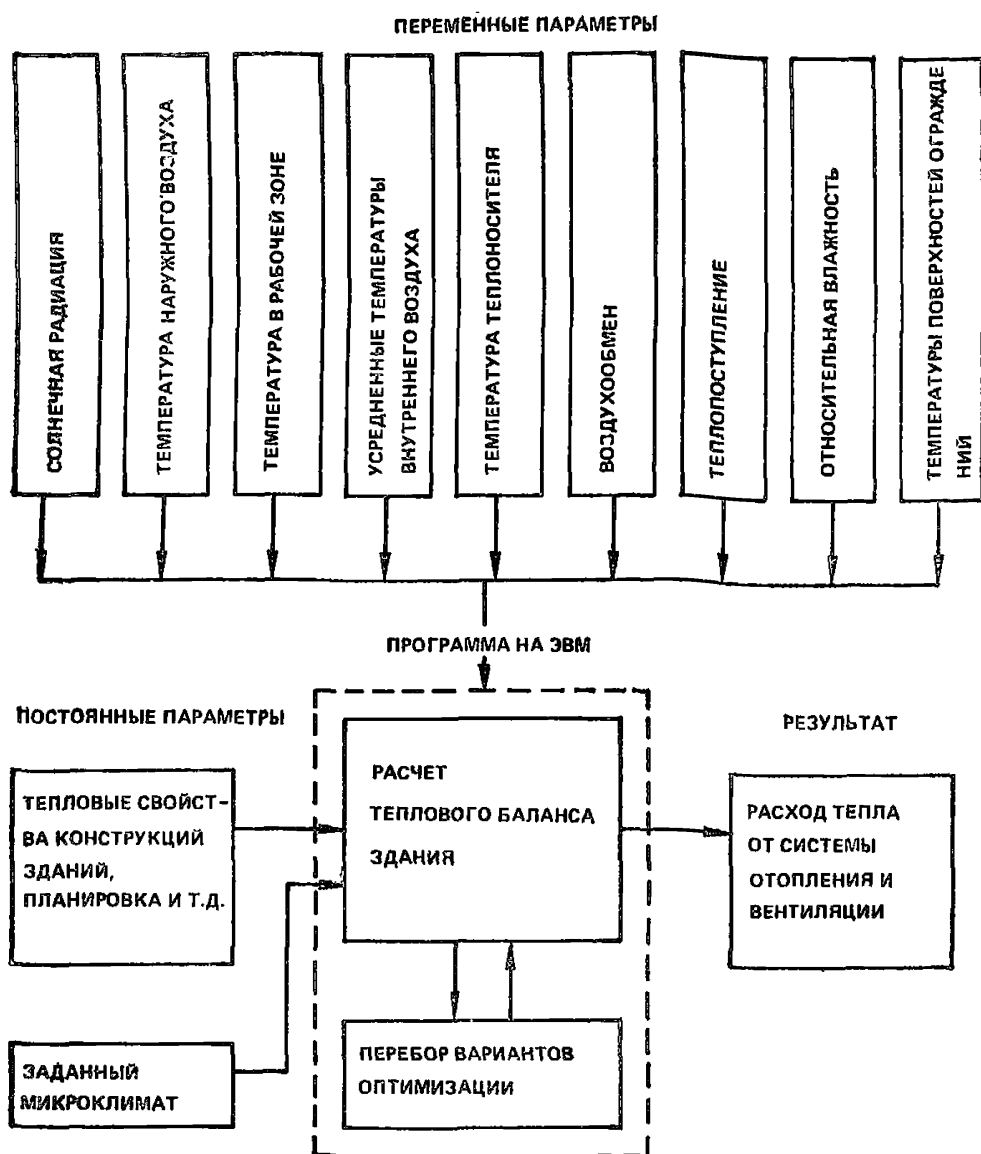 ПЕРЕМЕННЫЕ ПАРАМЕТРЫ
СОЛНЕЧНАЯ РАДИАЦИЯ
ТЕМПЕРАТУРА НАРУЖНОГО ВОЗДУХА
ТЕМПЕРАТУРА В РАБОЧЕЙ ЗОНЕ
УСРЕДНЕННЫЕ ТЕМПЕРАТУРЫ
ВНУТРЕННЕГО ВОЗДУХА
ТЕМПЕРАТУРА ТЕПЛОНОСИТЕЛЯ
ВОЗДУХООБМЕН
ТЕПЛОПОСТУПЛЕНИЕ
ОТНОСИТЕЛЬНАЯ ВЛАЖНОСТЬ
ТЕМПЕРАТУРЫ ПОВЕРХНОСТЕЙ ОГРАЖДЕ
НИЙ
ПРОГРАММА НА ЭВМ
ПОСТОЯННЫЕ ПАРАМЕТРЫ
ТЕПЛОВЫЕ СВОЙСТ-
ВА КОНСТРУКЦИЙ
ЗДАНИЙ,
ПЛАНИРОВКА И Т.Д.
ЗАДАННЫЙ
МИКРОКЛИМАТ
РАСЧЕТ
ТЕПЛОВОГО БАЛАНСА
ЗДАНИЯ
ПЕРЕБОР ВАРИАНТОВ
ОПТИМИЗАЦИИ
РЕЗУЛЬТАТ
РАСХОД ТЕПЛА
ОТ СИСТЕМЫ
ОТОПЛЕНИЯ И
ВЕНТИЛЯЦИИ